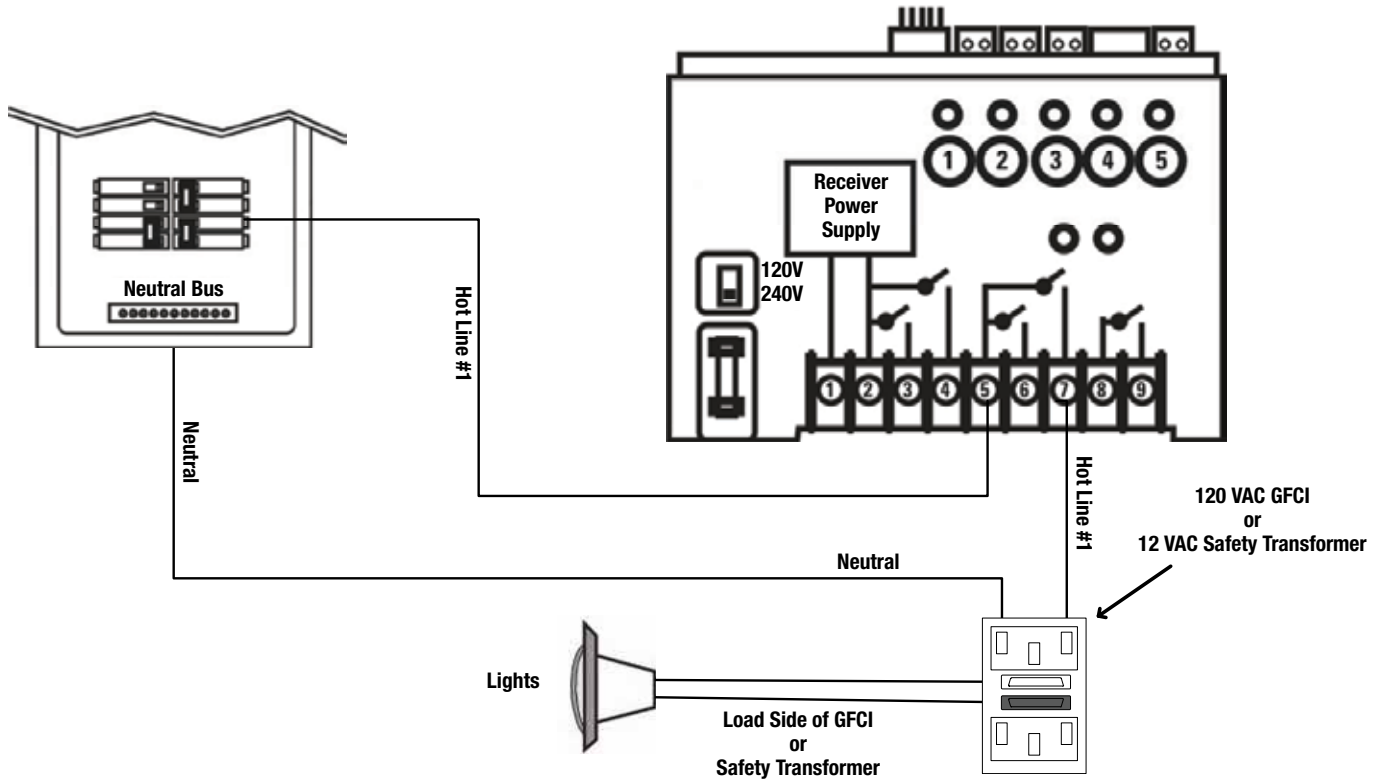 1 2 3 4 5
Receiver
Power
Supply
120V
240V
Neutral Bus
Hot Line #1
1 2 3 4 5 6 7 8 9
Neutral
Hot Line #1
120 VAC GFCI
or
12 VAC Safety Transformer
Neutral
Lights
Load Side of GFCI
or
Safety Transformer